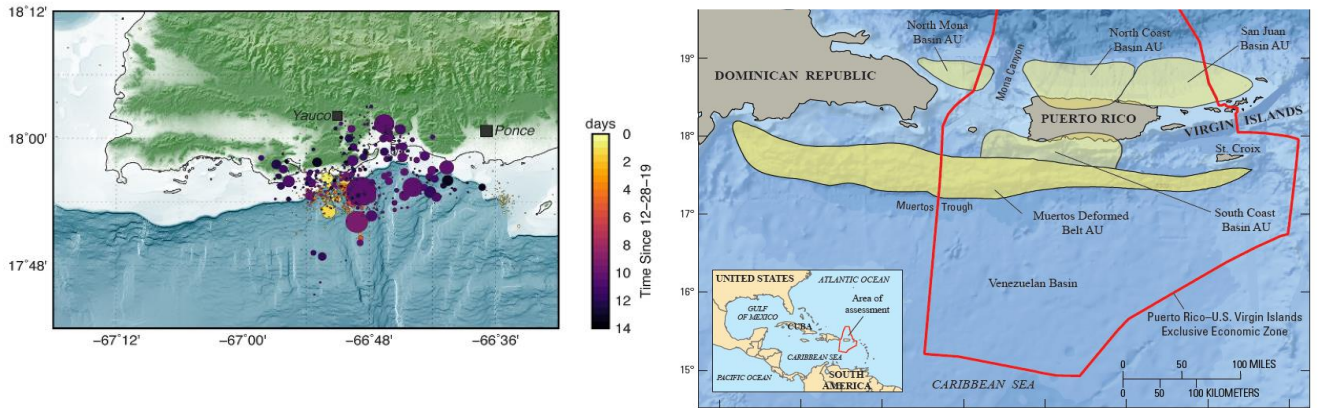 18°12'
18°00'
17°48'
−67°12'
−67°00'
−66°48'
−66°36'
Yauco
Ponce
days
0
2
4
6
8
10
12
14
Time Since 12–28–19
19°
18°
17°
16°
15°
North Mona
Basin AU
Mona Canyon
North Coast
Basin AU
San Juan
Basin AU
DOMINICAN REPUBLIC
PUERTO RICO
VIRGIN ISLANDS
St. Croix
Muertos Trough
Muertos Deformed
Belt AU
South Coast
Basin AU
Venezuelan Basin
Puerto Rico–U.S. Virgin Islands
Exclusive Economic Zone
0 50 100 MILES
0 50 100 KILOMETERS
CARIBBEAN SEA
UNITED STATES
ATLANTIC OCEAN
GULF
OF MEXICO
Area of
assessment
CUBA
CARIBBEAN SEA
PACIFIC OCEAN
SOUTH
AMERICA